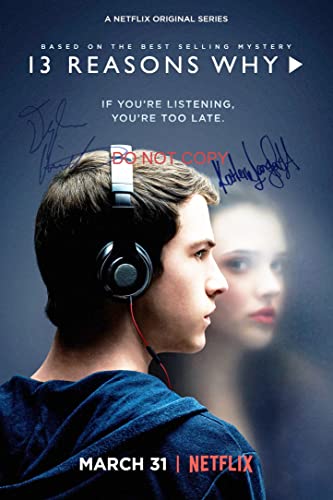 A NETFLIX ORIGINAL SERIES
BASED ON THE BEST SELLING MYSTERY
13 REASONS WHY
IF YOU'RE LISTENING,
YOU'RE TOO LATE.
DO NOT COPY
MARCH 31 | NETFLIX